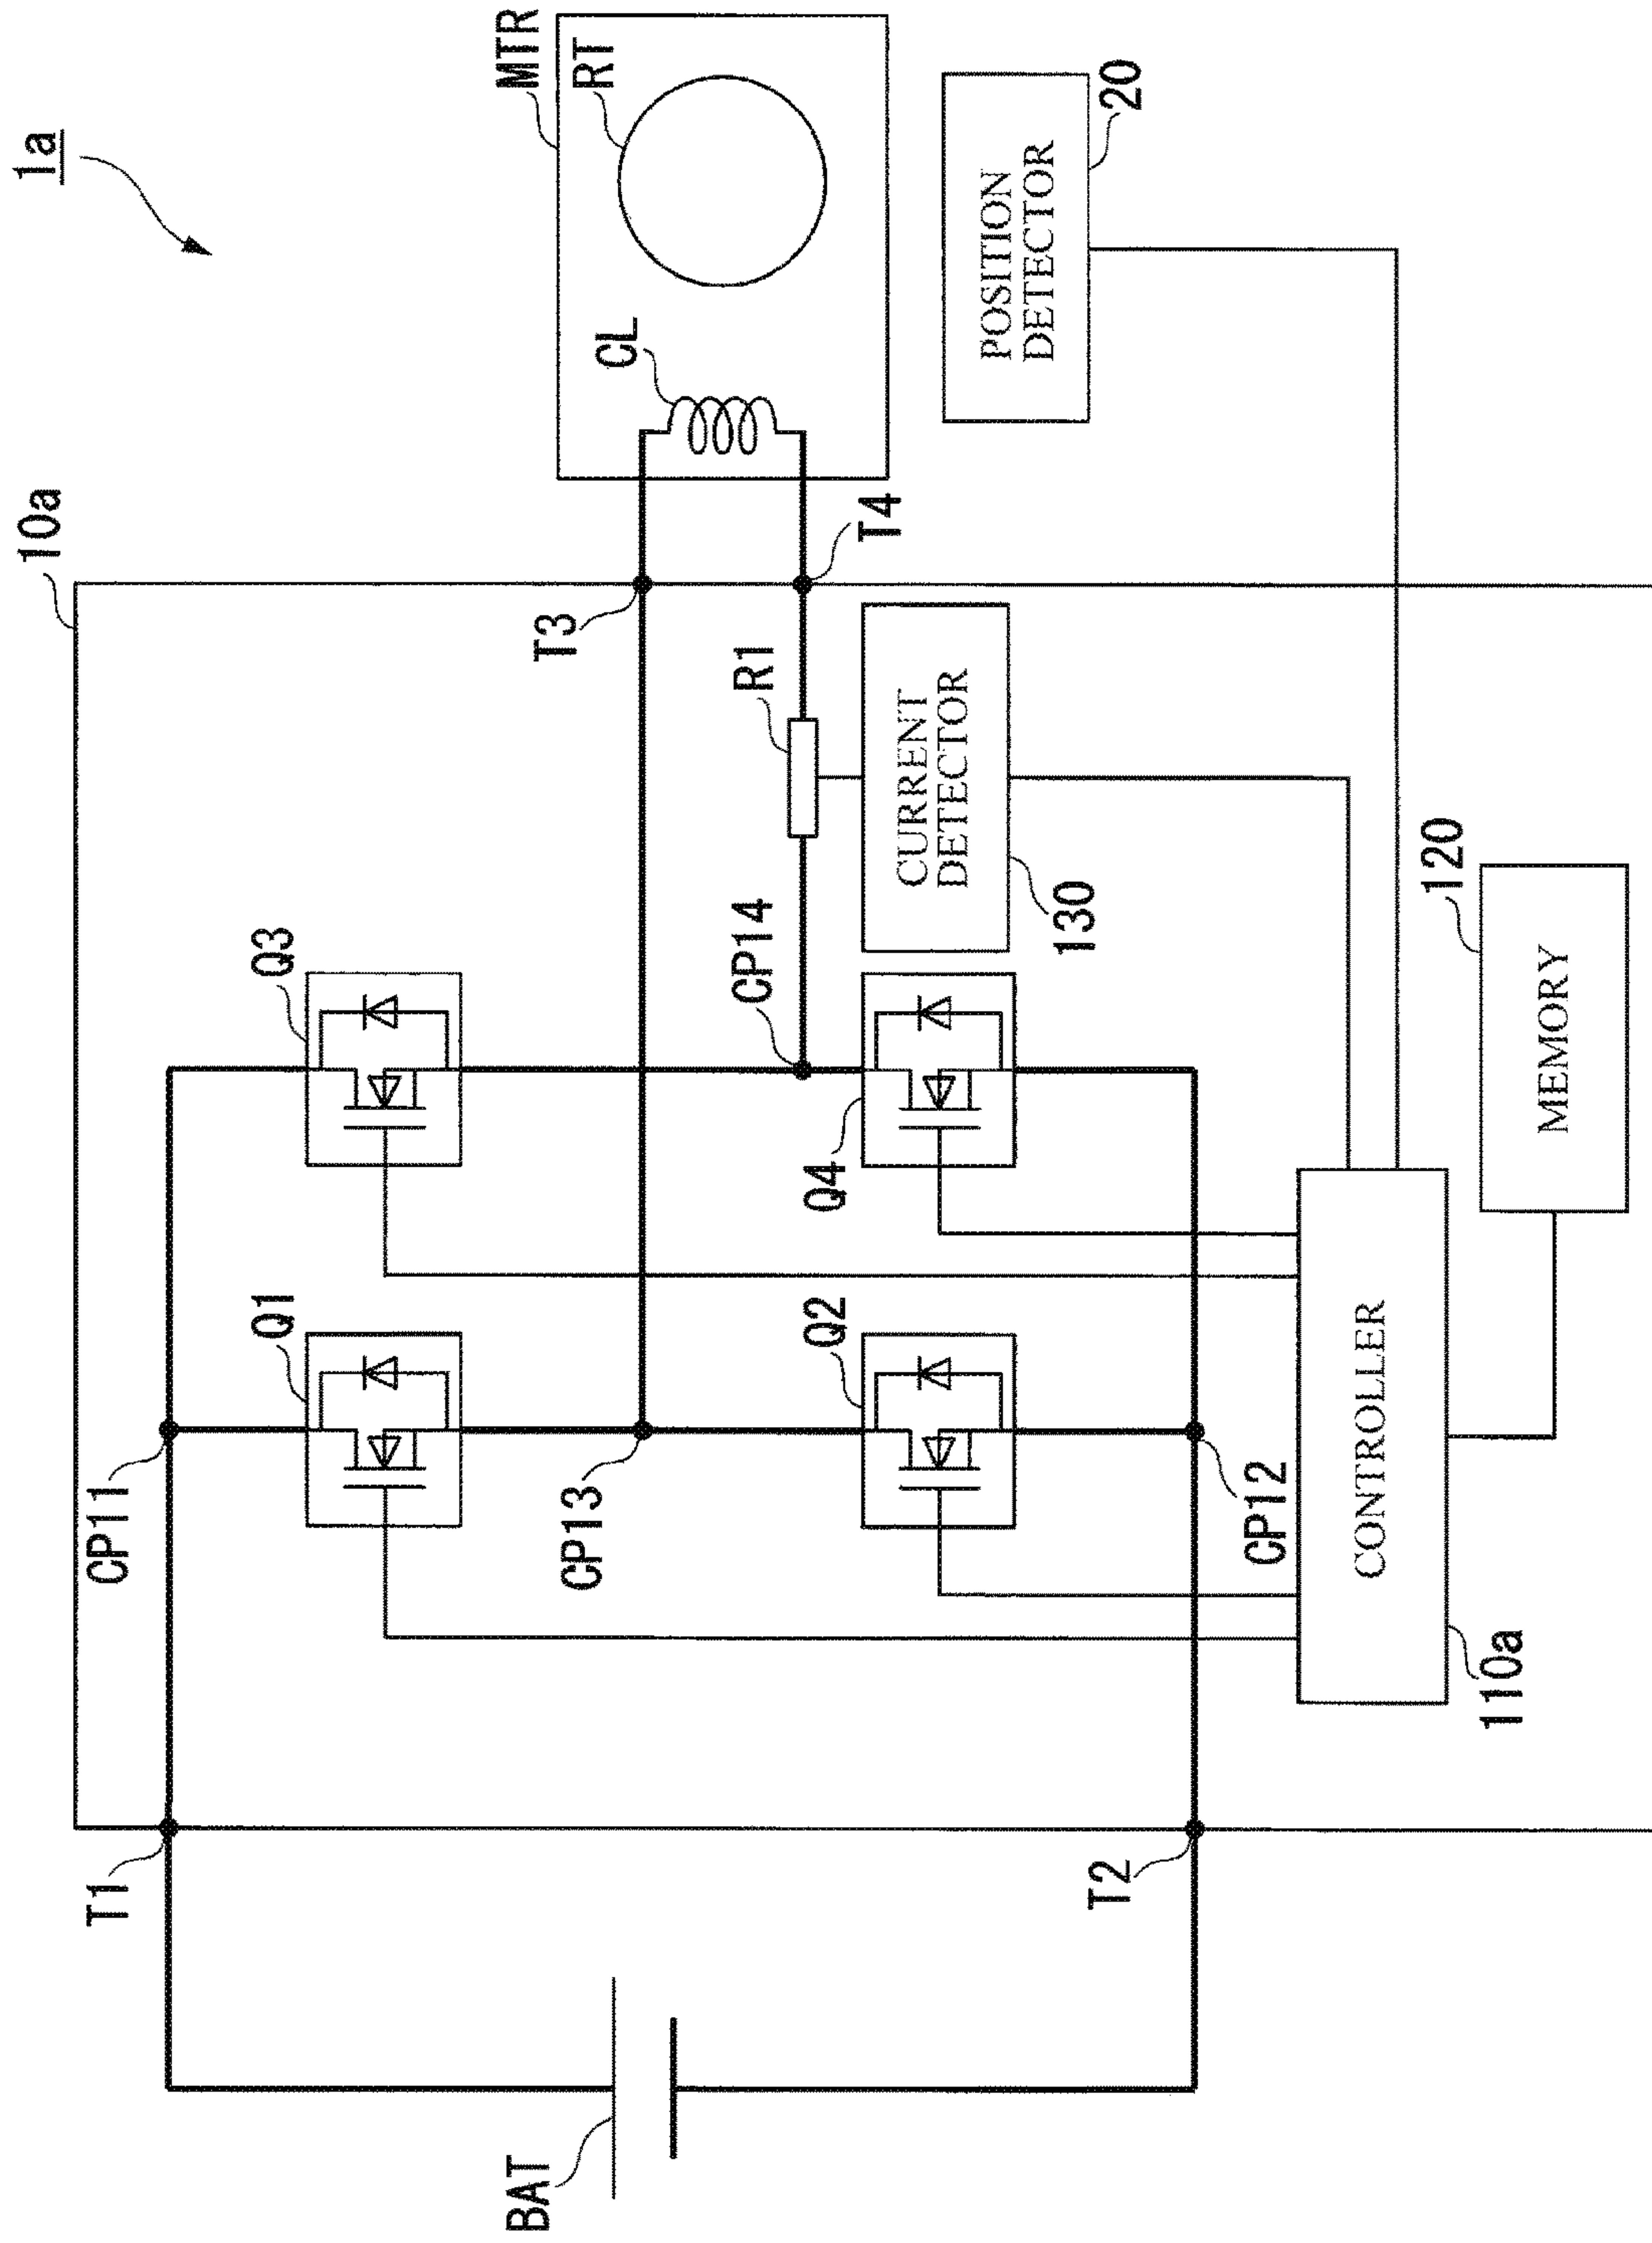 1a
10a
MTR
RT
CL
T3
T4
R1
CURRENT
DETECTOR
130
POSITION
DETECTOR
20
Q3
CP14
Q4
Q1
Q2
CP11
CP13
CP12
T1
T2
BAT
CONTROLLER
110a
MEMORY
120